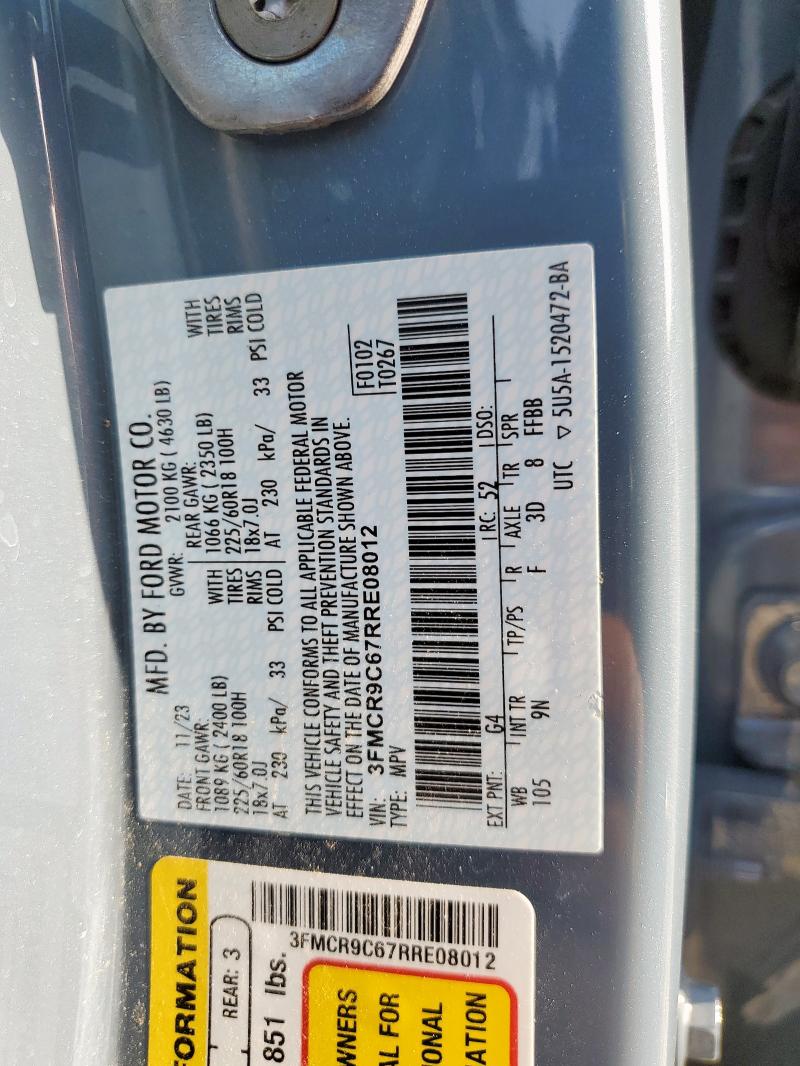 MFD. BY FORD MOTOR CO.
DATE: 11/23 GVWR: 2100 KG ( 4630 LB)
FRONT GAWR: REAR GAWR:
1089 KG ( 2400 LB) WITH 1066 KG ( 2350 LB) WITH
225/60R18 100H TIRES 225/60R18 100H TIRES
18x7.0J RIMS 18x7.0J RIMS
AT 230 kPa/ 33 PSI COLD AT 230 kPa/ 33 PSI COLD
THIS VEHICLE CONFORMS TO ALL APPLICABLE FEDERAL MOTOR
VEHICLE SAFETY AND THEFT PREVENTION STANDARDS IN
EFFECT ON THE DATE OF MANUFACTURE SHOWN ABOVE.
VIN: 3FMCR9C67RRE08012 F0102
TYPE: MPV T0267
EXT PNT: G4 RC: 52 DSO:
WB INT TR TP/PS R AXLE TR SPR
105 9N F 3D 8 FFBB
UTC ▽ 5U5A-1520472-BA
FORMATION
REAR: 3
851 lbs.
3FMCR9C67RRE08012
WNERS
AL FOR
IONAL
ATION